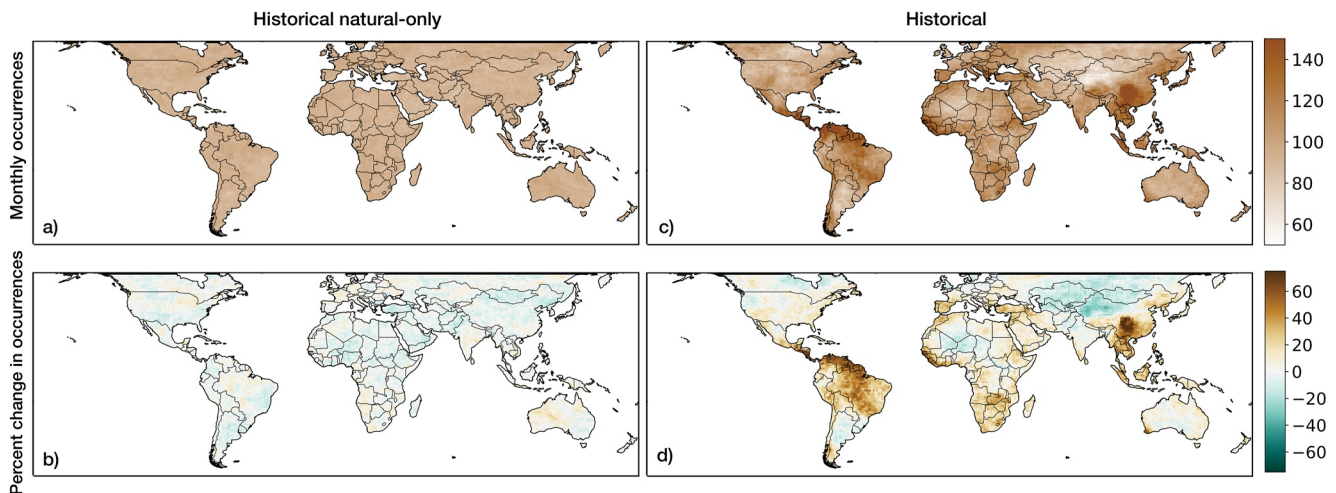 Historical natural-only
Historical
Monthly occurrences
a)
c)
140
120
100
80
60
Percent change in occurrences
b)
d)
60
40
20
0
−20
−40
−60